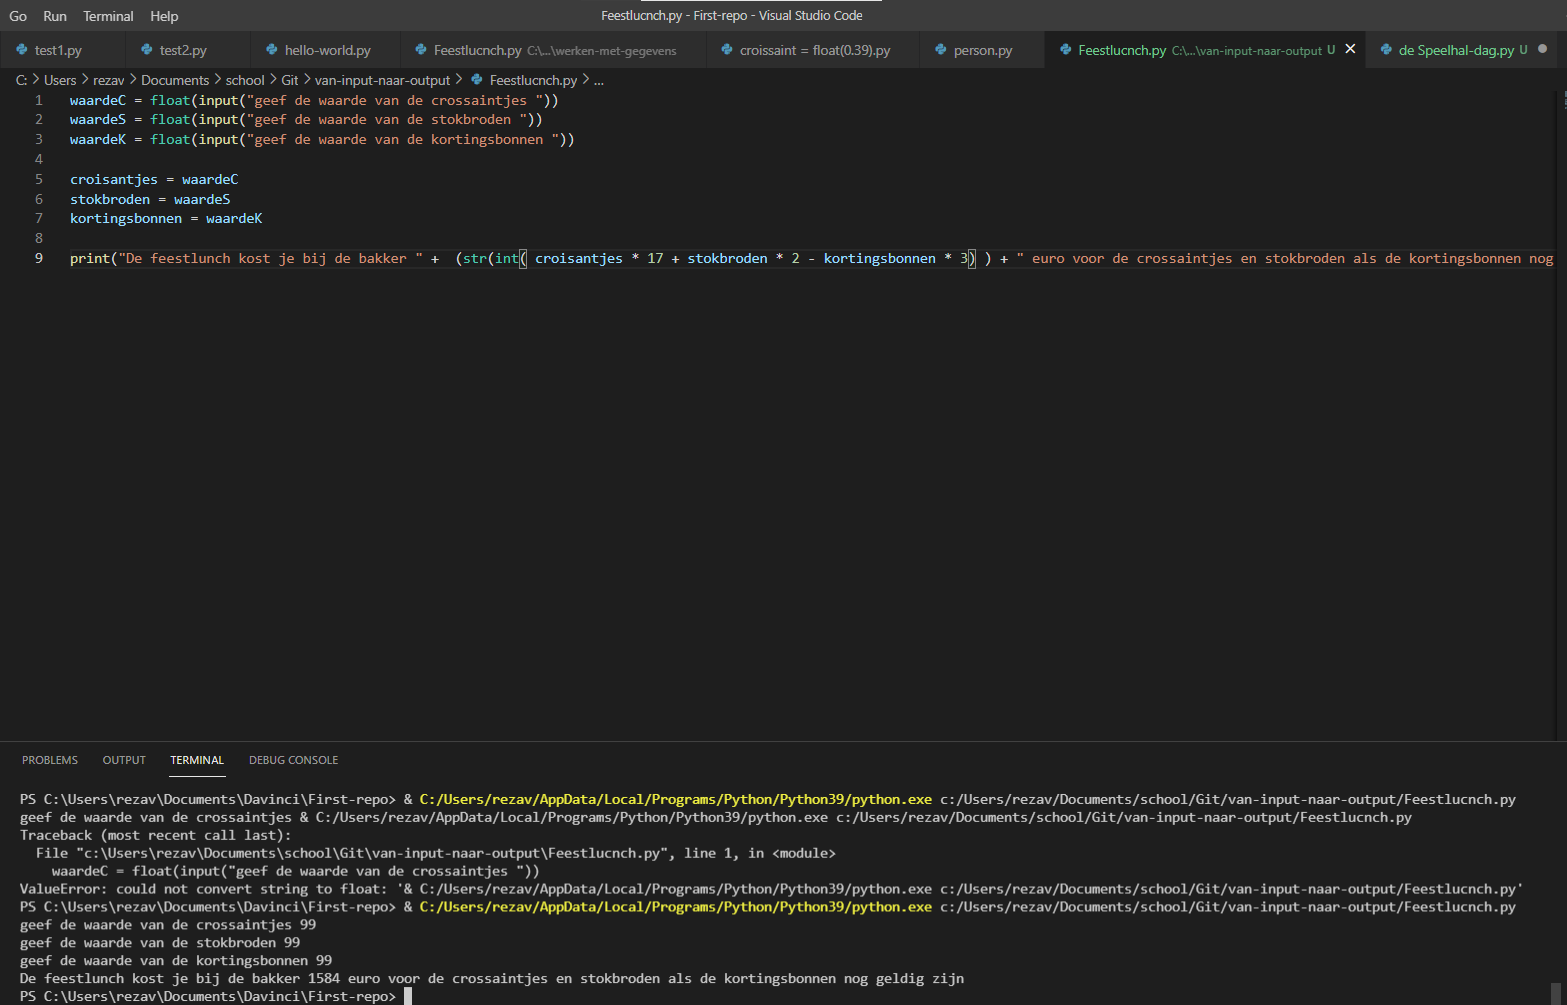 Go Run Terminal Help Feestlucnch.py - First-repo - Visual Studio Code
test1.py test2.py hello-world.py Feestlucnch.py C:\...\werken-met-gegevens croissaint = float(0.39).py person.py Feestlucnch.py C:\...\van-input-naar-output U de Speelhal-dag.py U
C: > Users > rezav > Documents > school > Git > van-input-naar-output > Feestlucnch.py > ...
1 waardeC = float(input("geef de waarde van de crossaintjes "))
2 waardeS = float(input("geef de waarde van de stokbroden "))
3 waardeK = float(input("geef de waarde van de kortingsbonnen "))
4
5 croisantjes = waardeC
6 stokbroden = waardeS
7 kortingsbonnen = waardeK
8
9 print("De feestlunch kost je bij de bakker " +  (str(int( croisantjes * 17 + stokbroden * 2 - kortingsbonnen * 3) ) + " euro voor de crossaintjes en stokbroden als de kortingsbonnen nog
PROBLEMS OUTPUT TERMINAL DEBUG CONSOLE
PS C:\Users\rezav\Documents\Davinci\First-repo> & C:/Users/rezav/AppData/Local/Programs/Python/Python39/python.exe c:/Users/rezav/Documents/school/Git/van-input-naar-output/Feestlucnch.py
geef de waarde van de crossaintjes & C:/Users/rezav/AppData/Local/Programs/Python/Python39/python.exe c:/Users/rezav/Documents/school/Git/van-input-naar-output/Feestlucnch.py
Traceback (most recent call last):
  File "c:\Users\rezav\Documents\school\Git\van-input-naar-output\Feestlucnch.py", line 1, in <module>
    waardeC = float(input("geef de waarde van de crossaintjes "))
ValueError: could not convert string to float: '& C:/Users/rezav/AppData/Local/Programs/Python/Python39/python.exe c:/Users/rezav/Documents/school/Git/van-input-naar-output/Feestlucnch.py'
PS C:\Users\rezav\Documents\Davinci\First-repo> & C:/Users/rezav/AppData/Local/Programs/Python/Python39/python.exe c:/Users/rezav/Documents/school/Git/van-input-naar-output/Feestlucnch.py
geef de waarde van de crossaintjes 99
geef de waarde van de stokbroden 99
geef de waarde van de kortingsbonnen 99
De feestlunch kost je bij de bakker 1584 euro voor de crossaintjes en stokbroden als de kortingsbonnen nog geldig zijn
PS C:\Users\rezav\Documents\Davinci\First-repo>